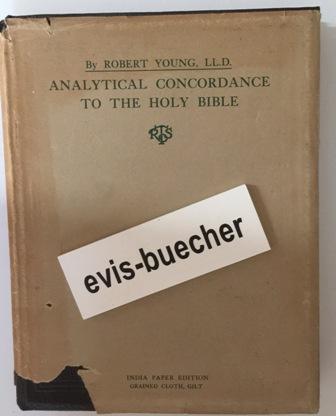 By ROBERT YOUNG, LL.D.
ANALYTICAL CONCORDANCE
TO THE HOLY BIBLE
RTS
evis-buecher
INDIA PAPER EDITION
GRAINED CLOTH, GILT